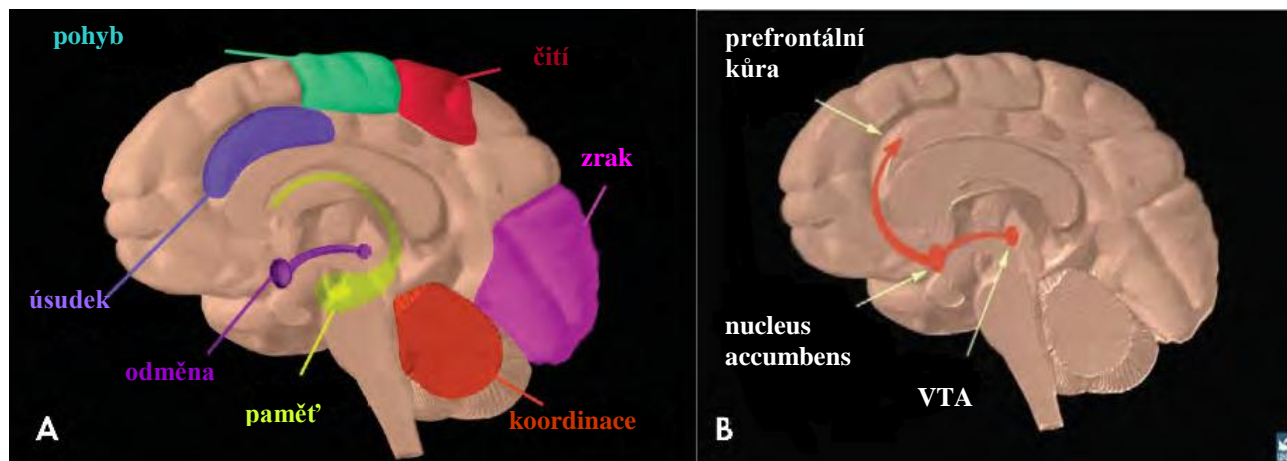 pohyb
čití
zrak
úsudek
odměna
paměť
koordinace
A
prefrontální
kůra
nucleus
accumbens
VTA
B